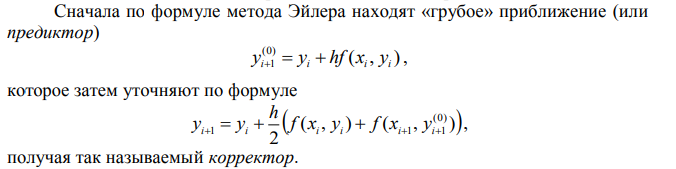 Сначала по формуле метода Эйлера находят «грубое» приближение (или
предиктор)
$y_{i+1}^{(0)} = y_i + hf(x_i, y_i),$
которое затем уточняют по формуле
$y_{i+1} = y_i + \frac{h}{2}\left(f(x_i, y_i) + f(x_{i+1}, y_{i+1}^{(0)})\right),$
получая так называемый корректор.